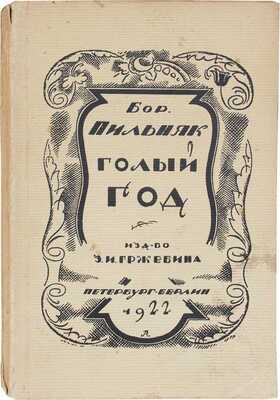 БОР.
ПИЛЬНЯК
ГОЛЫЙ
ГОД
ИЗД-ВО
З.И.ГРЖЕБИНА
ПЕТЕРБУРГ-БЕРЛИН
1922
Л